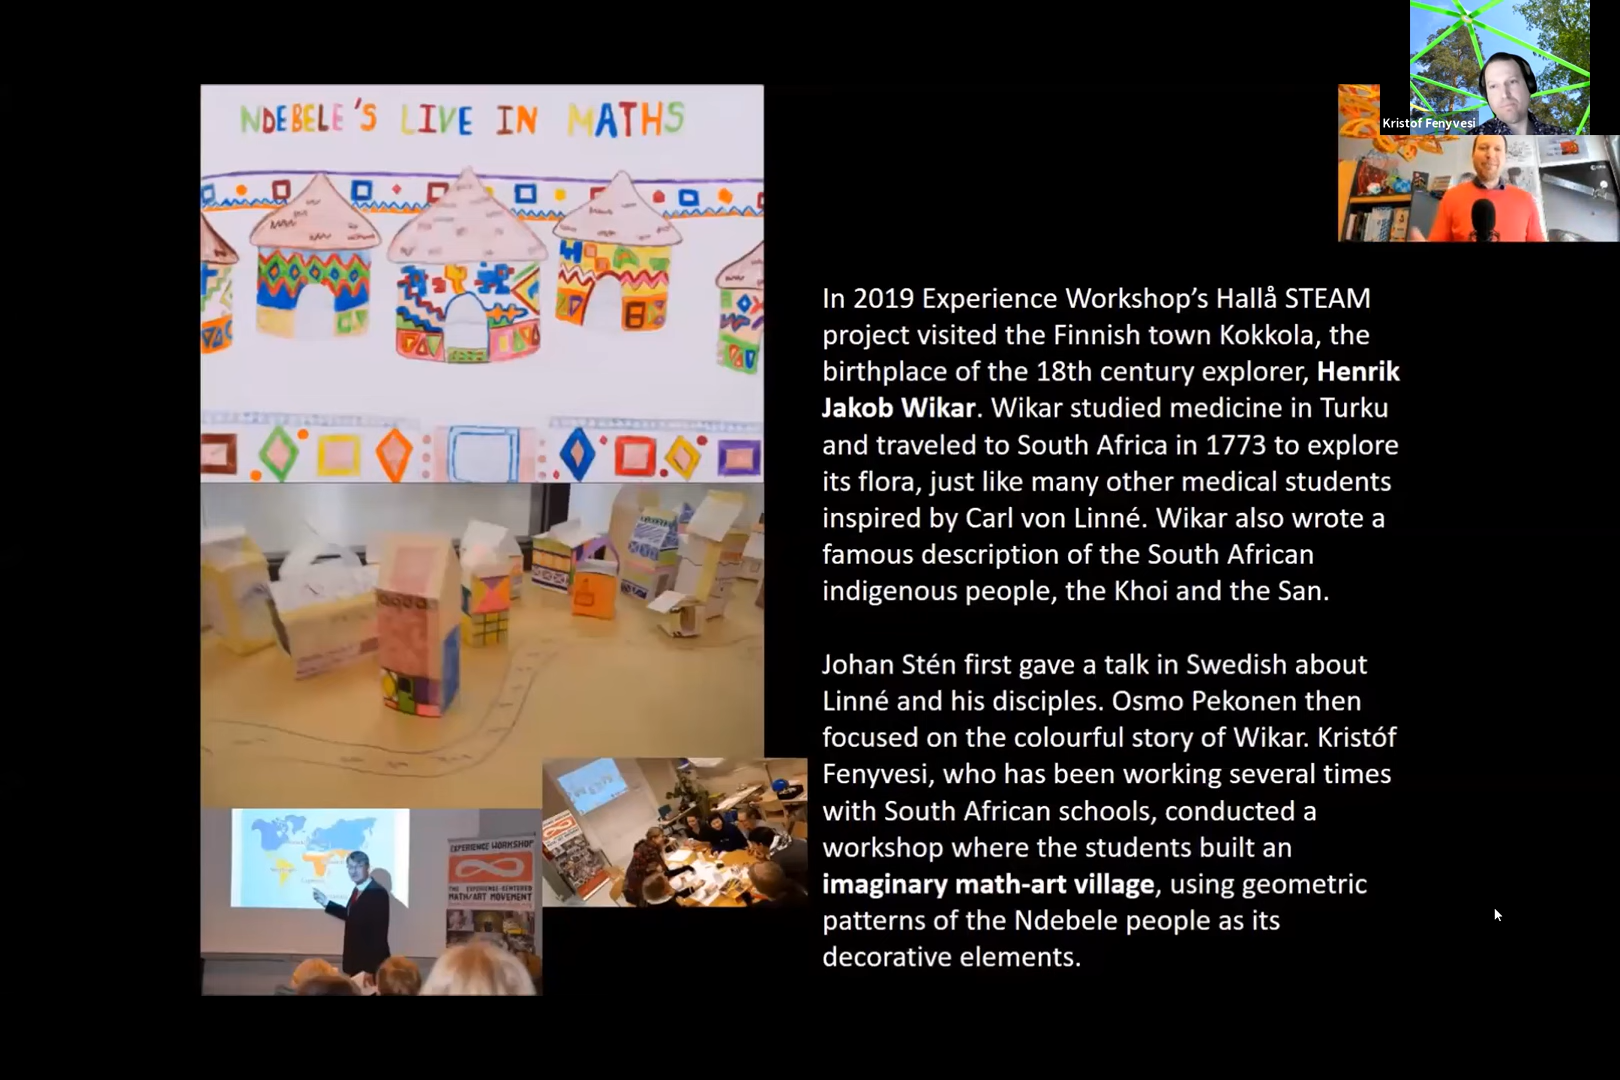 NDEBELE'S LIVE IN MATHS
Kristof Fenyvesi
In 2019 Experience Workshop's Hallå STEAM
project visited the Finnish town Kokkola, the
birthplace of the 18th century explorer, Henrik
Jakob Wikar. Wikar studied medicine in Turku
and traveled to South Africa in 1773 to explore
its flora, just like many other medical students
inspired by Carl von Linné. Wikar also wrote a
famous description of the South African
indigenous people, the Khoi and the San.
Johan Stén first gave a talk in Swedish about
Linné and his disciples. Osmo Pekonen then
focused on the colourful story of Wikar. Kristóf
Fenyvesi, who has been working several times
with South African schools, conducted a
workshop where the students built an
imaginary math-art village, using geometric
patterns of the Ndebele people as its
decorative elements.
EXPERIENCE WORKSHOP
THE EXPERIENCE-CENTERED
MATH/ART MOVEMENT